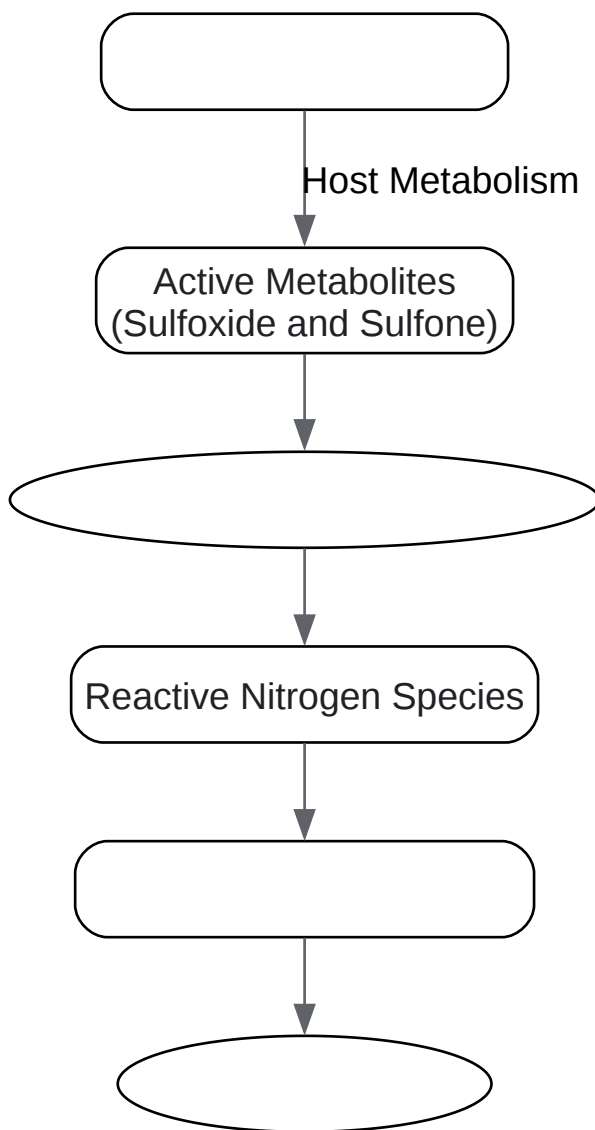 Host Metabolism
Active Metabolites
(Sulfoxide and Sulfone)
Reactive Nitrogen Species